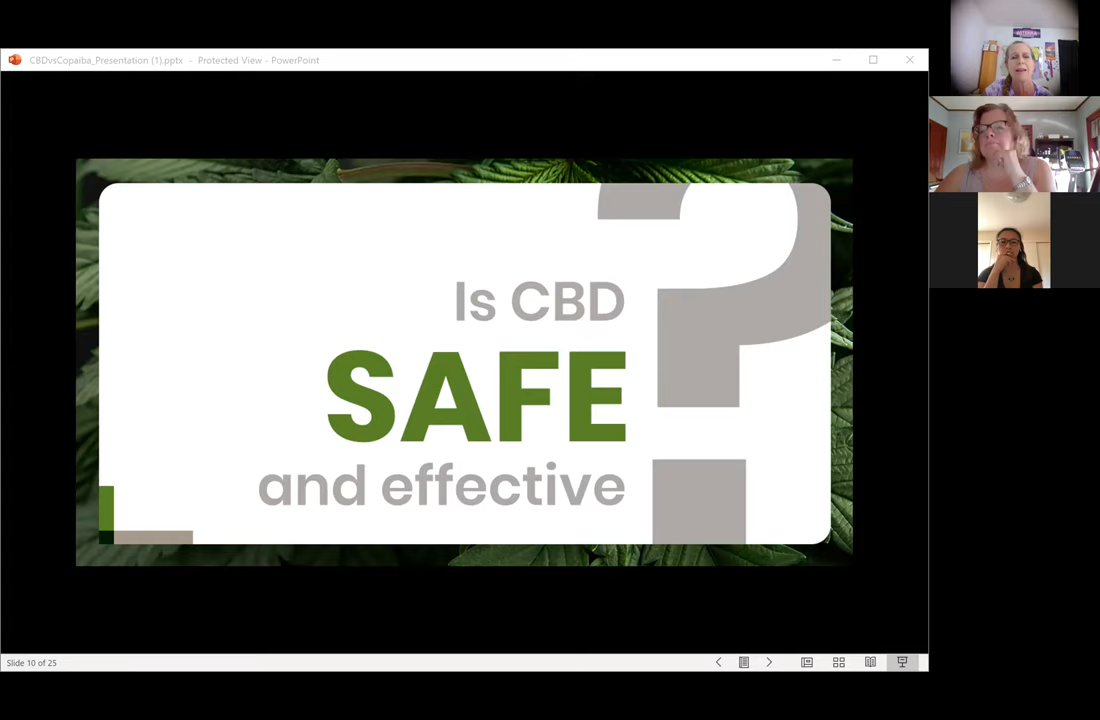 CBDvsCopaiba_Presentation (1).pptx - Protected View - PowerPoint
Is CBD
SAFE
and effective
?
Slide 10 of 25